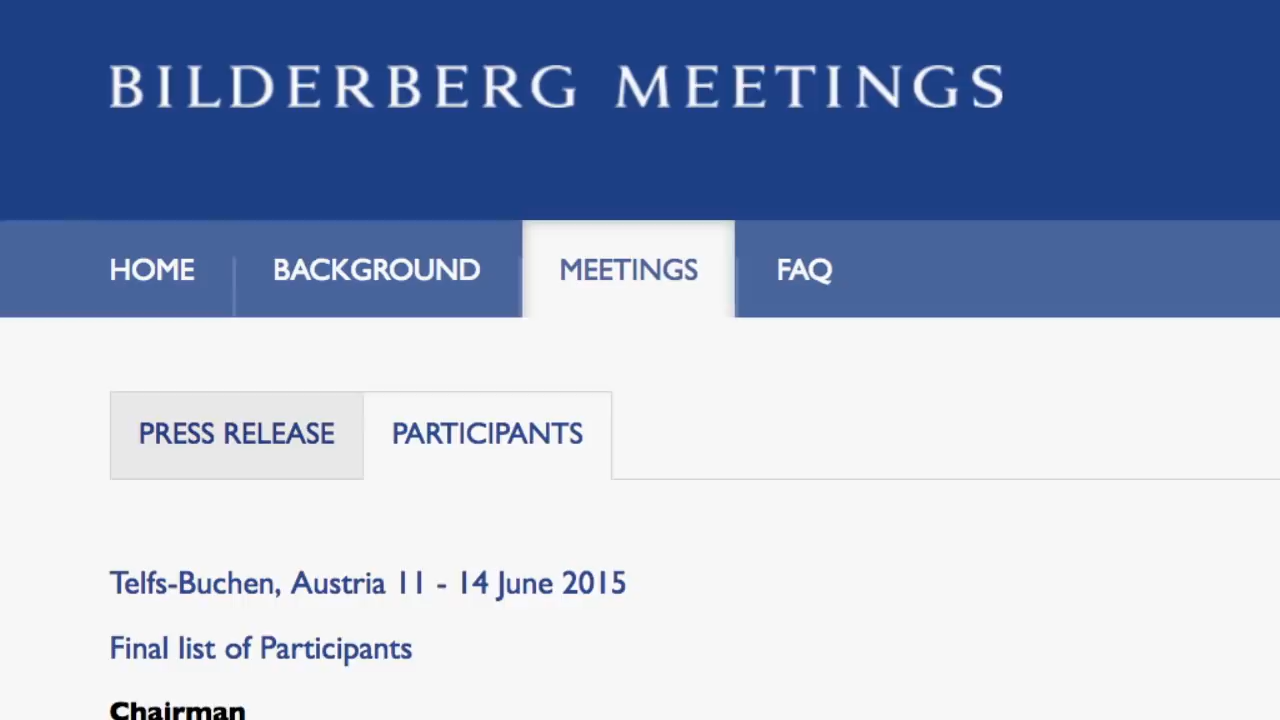 BILDERBERG MEETINGS
HOME BACKGROUND MEETINGS FAQ
PRESS RELEASE PARTICIPANTS
Telfs-Buchen, Austria 11 - 14 June 2015
Final list of Participants
Chairman